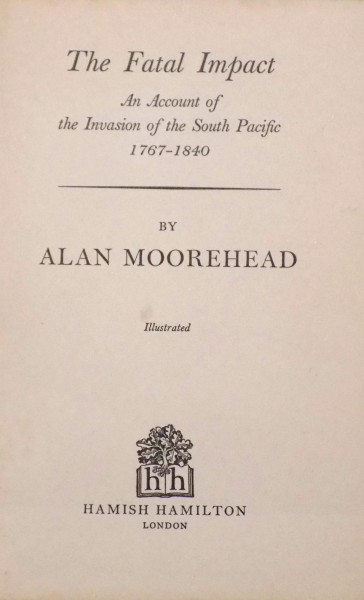 The Fatal Impact
An Account of
the Invasion of the South Pacific
1767-1840
BY
ALAN MOOREHEAD
Illustrated
h h
HAMISH HAMILTON
LONDON